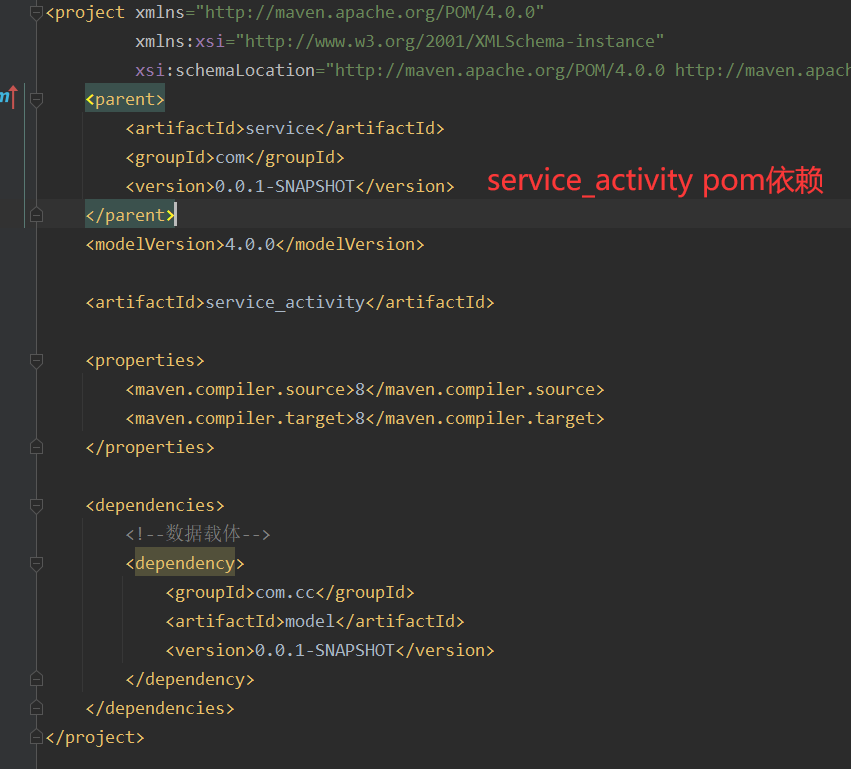 <project xmlns="http://maven.apache.org/POM/4.0.0"
xmlns:xsi="http://www.w3.org/2001/XMLSchema-instance"
xsi:schemaLocation="http://maven.apache.org/POM/4.0.0 http://maven.apach
m
<parent>
<artifactId>service</artifactId>
<groupId>com</groupId>
<version>0.0.1-SNAPSHOT</version>
service_activity pom依赖
</parent>
<modelVersion>4.0.0</modelVersion>
<artifactId>service_activity</artifactId>
<properties>
<maven.compiler.source>8</maven.compiler.source>
<maven.compiler.target>8</maven.compiler.target>
</properties>
<dependencies>
<!--数据载体-->
<dependency>
<groupId>com.cc</groupId>
<artifactId>model</artifactId>
<version>0.0.1-SNAPSHOT</version>
</dependency>
</dependencies>
</project>